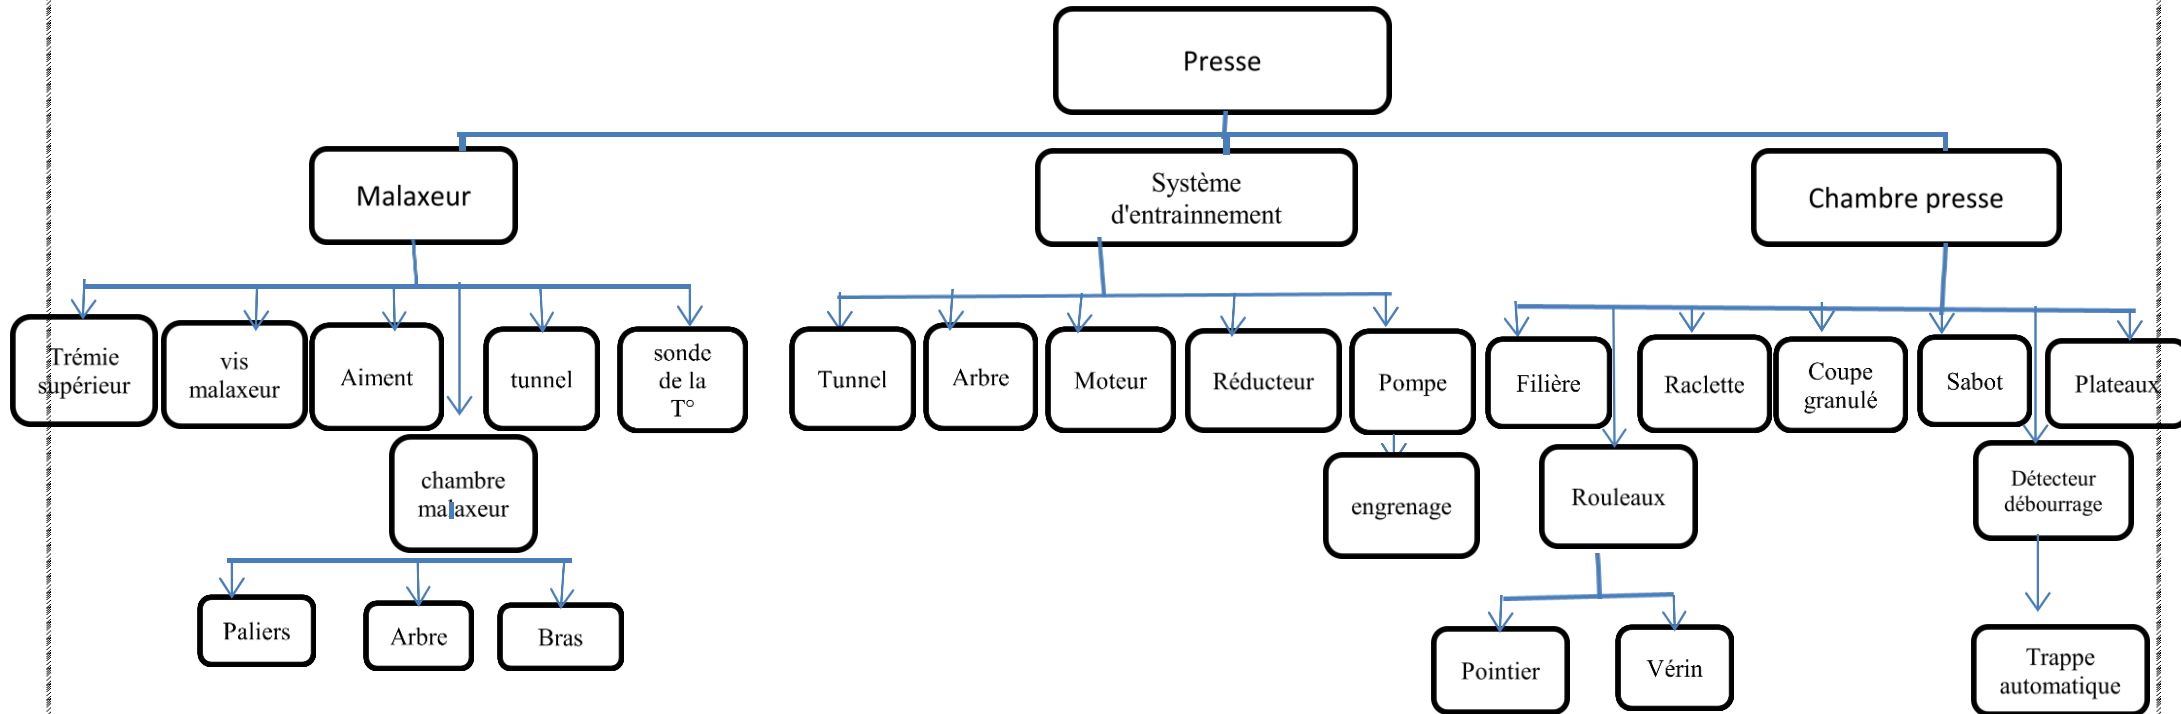 Presse
Malaxeur
Système
d'entrainnement
Chambre presse
Trémie
supérieur
vis
malaxeur
Aiment
tunnel
sonde
de la
T°
Tunnel
Arbre
Moteur
Réducteur
Pompe
Filière
Raclette
Coupe
granulé
Sabot
Plateaux
chambre
malaxeur
engrenage
Rouleaux
Détecteur
débourrage
Paliers
Arbre
Bras
Pointier
Vérin
Trappe
automatique